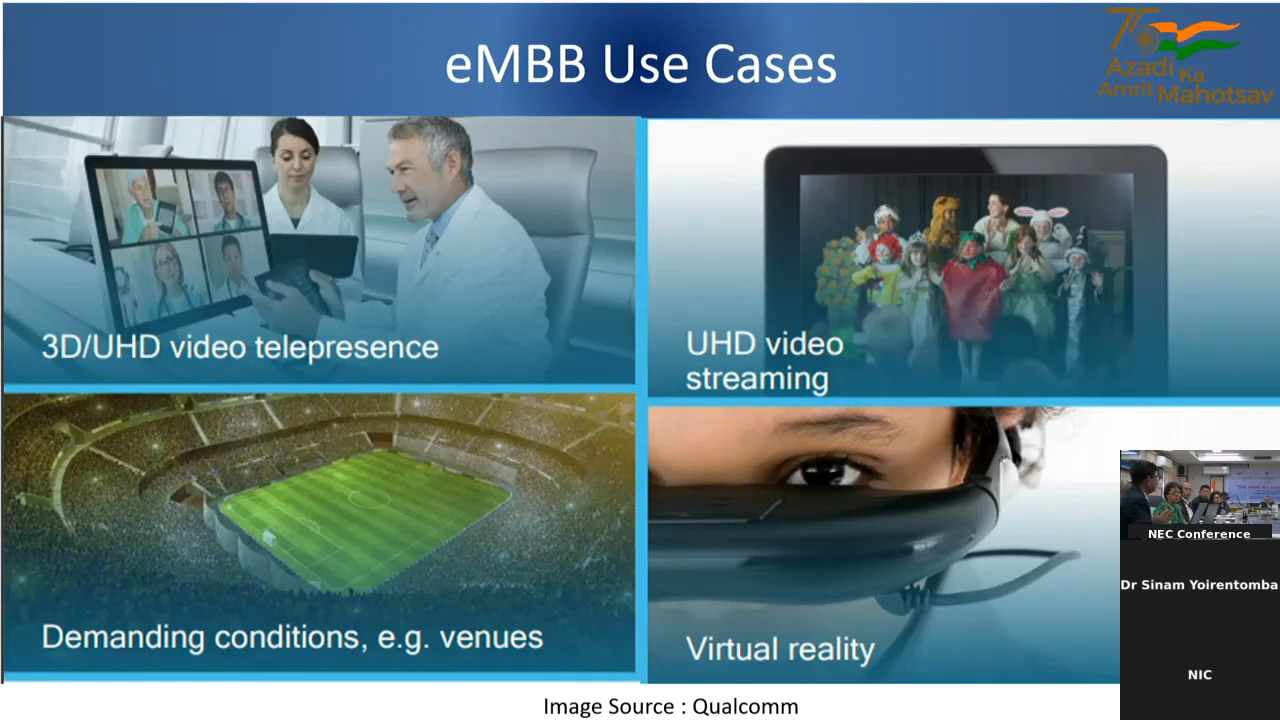 eMBB Use Cases
75
Azadi
Ka
Amrit
Mahotsav
3D/UHD video telepresence
UHD video
streaming
Demanding conditions, e.g. venues
Virtual reality
NEC Conference
Dr Sinam Yoirentomba
NIC
Image Source : Qualcomm